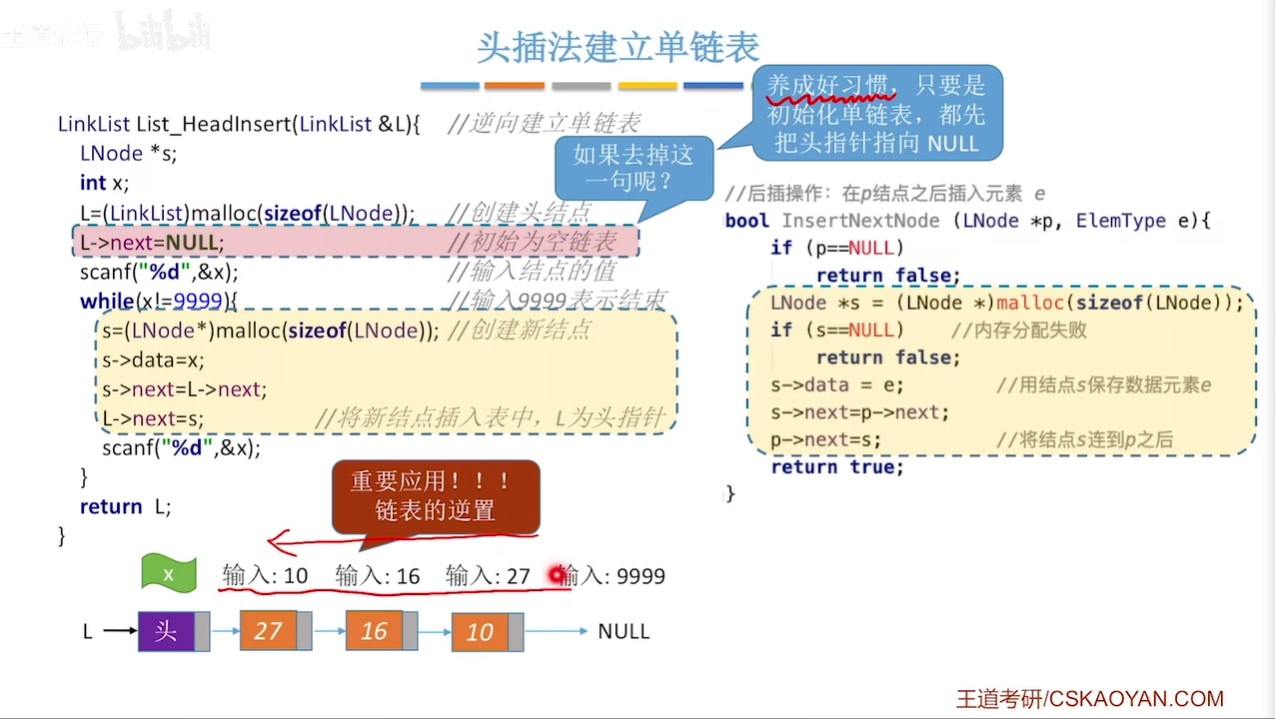 王道论坛 bilibili
头插法建立单链表
养成好习惯，只要是
初始化单链表，都先
把头指针指向 NULL
如果去掉这
一句呢？
LinkList List_HeadInsert(LinkList &L){ //逆向建立单链表
LNode *s;
int x;
L=(LinkList)malloc(sizeof(LNode)); //创建头结点
L->next=NULL; //初始为空链表
scanf("%d",&x); //输入结点的值
while(x!=9999){ //输入9999表示结束
s=(LNode*)malloc(sizeof(LNode)); //创建新结点
s->data=x;
s->next=L->next;
L->next=s; //将新结点插入表中，L为头指针
scanf("%d",&x);
}
return L;
}
//后插操作：在p结点之后插入元素 e
bool InsertNextNode (LNode *p, ElemType e){
if (p==NULL)
return false;
LNode *s = (LNode *)malloc(sizeof(LNode));
if (s==NULL) //内存分配失败
return false;
s->data = e; //用结点s保存数据元素e
s->next=p->next;
p->next=s; //将结点s连到p之后
return true;
}
重要应用！！！
链表的逆置
x 输入: 10 输入: 16 输入: 27 输入: 9999
L 头 27 16 10 NULL
王道考研/CSKAOYAN.COM